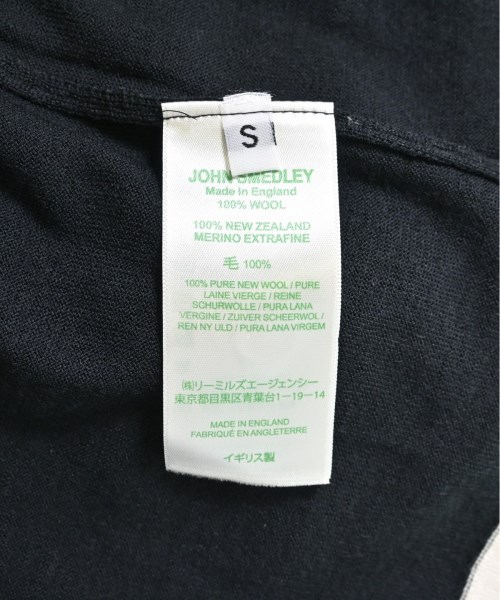 S
JOHN SMEDLEY
Made In England
100% WOOL
100% NEW ZEALAND
MERINO EXTRAFINE
毛 100%
100% PURE NEW WOOL / PURE
LAINE VIERGE / REINE
SCHURWOLLE / PURA LANA
VERGINE / ZUIVER SCHEERWOL /
REN NY ULD / PURA LANA VIRGEM
㈱リーミルズエージェンシー
東京都目黒区青葉台1-19-14
MADE IN ENGLAND
FABRIQUÉ EN ANGLETERRE
イギリス製